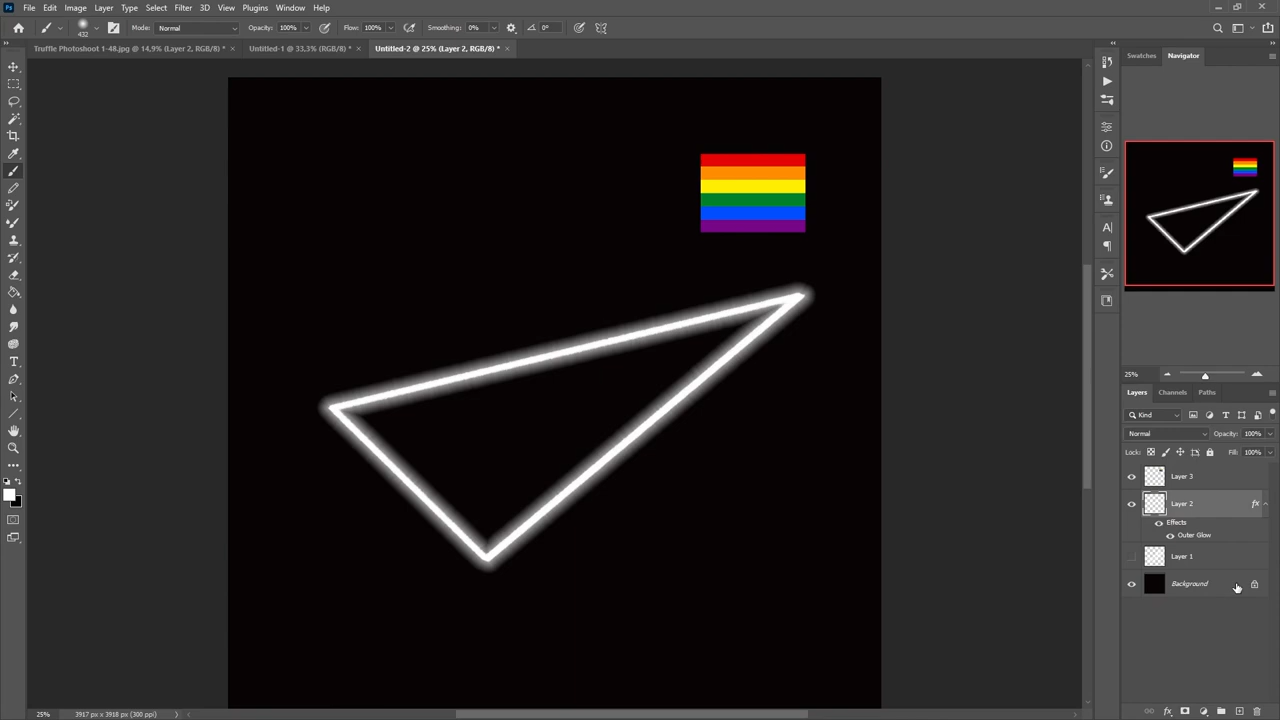 Ps File Edit Image Layer Type Select Filter 3D View Plugins Window Help
432 Mode: Normal Opacity: 100% Flow: 100% Smoothing: 0% 0°
Truffle Photoshoot 1-48.jpg @ 14,9% (Layer 2, RGB/8) * × Untitled-1 @ 33,3% (RGB/8) * × Untitled-2 @ 25% (Layer 2, RGB/8) * ×
Swatches Navigator
25%
Layers Channels Paths
Kind
Normal Opacity: 100%
Lock: Fill: 100%
Layer 3
Layer 2 fx
Effects
Outer Glow
Layer 1
Background
25% 3917 px x 3918 px (300 ppi)